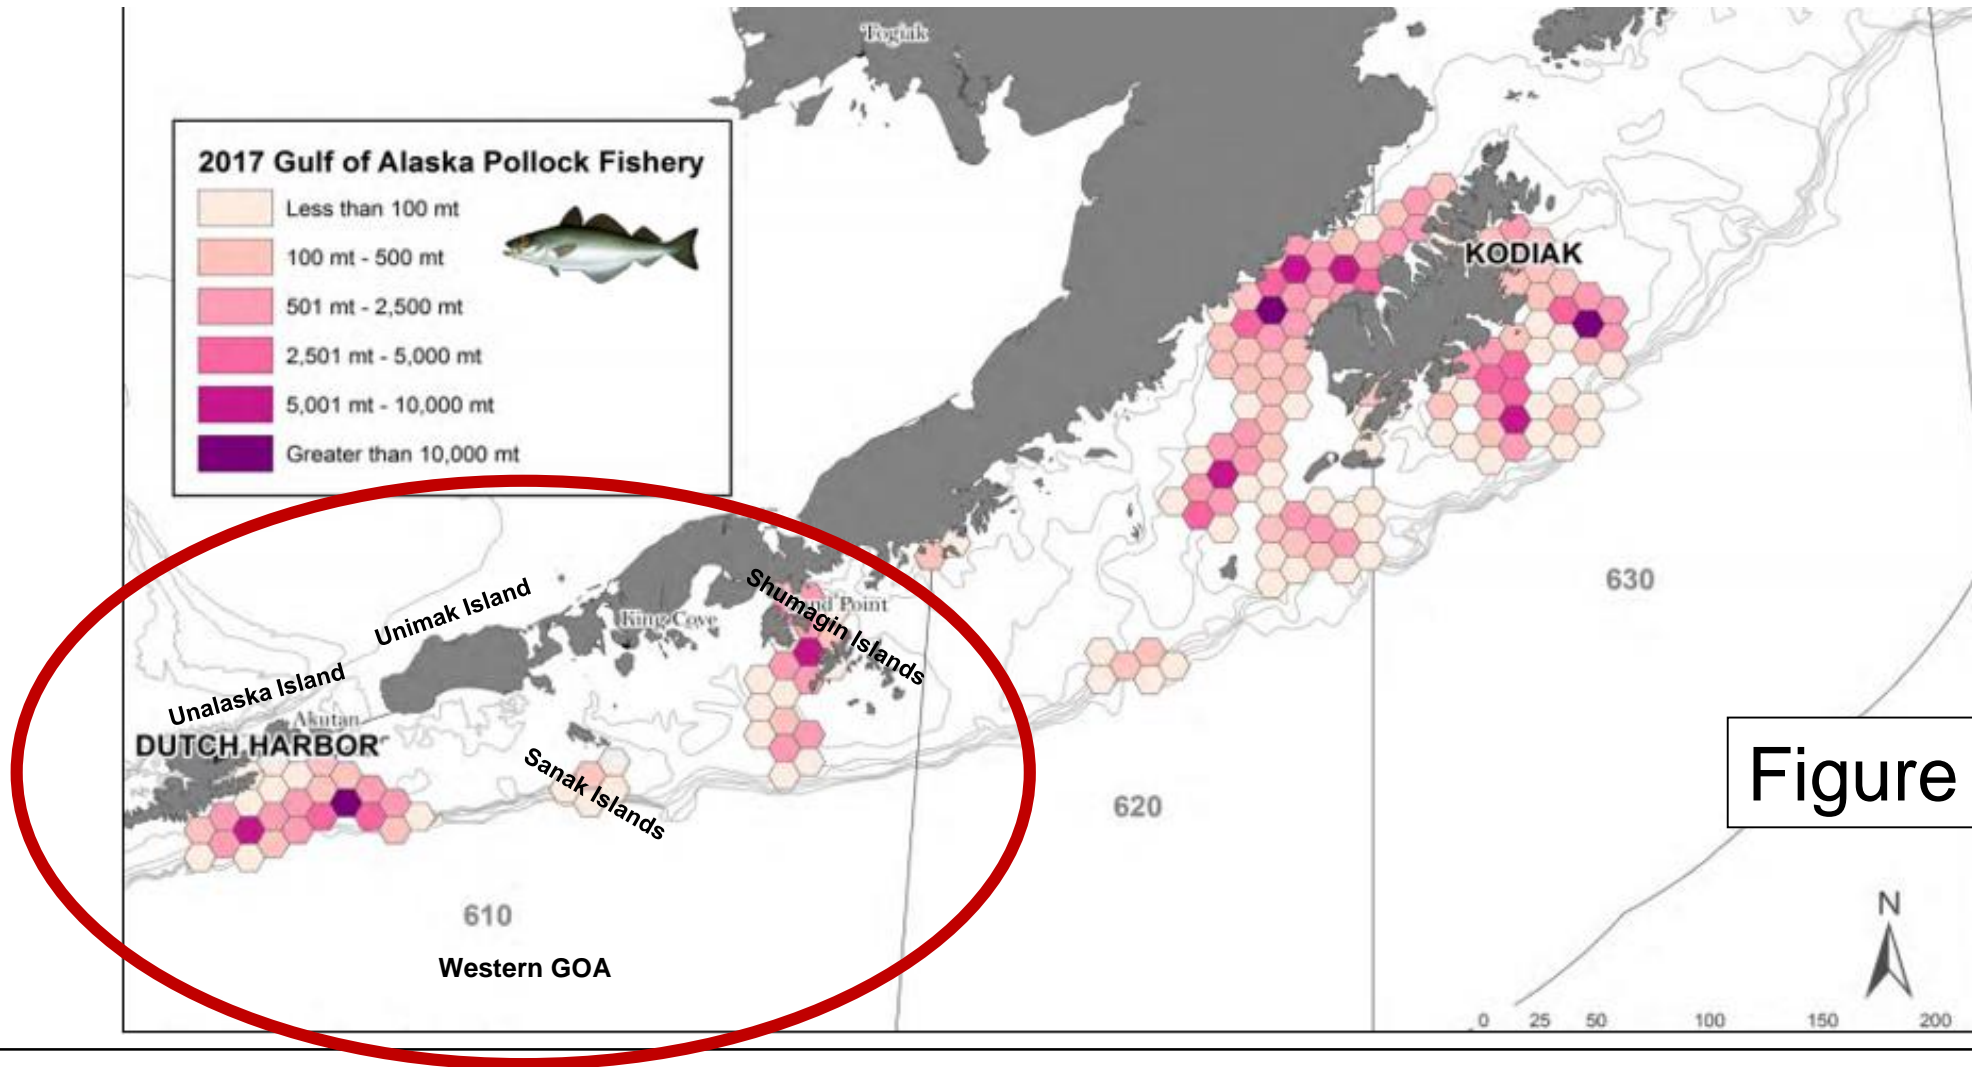 Togiak
2017 Gulf of Alaska Pollock Fishery
Less than 100 mt
100 mt - 500 mt
501 mt - 2,500 mt
2,501 mt - 5,000 mt
5,001 mt - 10,000 mt
Greater than 10,000 mt
KODIAK
Unimak Island
Shumagin Islands
Point
King Cove
Unalaska Island
Akutan
DUTCH HARBOR
Sanak Islands
630
620
610
Western GOA
Figure
N
0 25 50 100 150 200